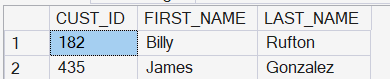 CUST_ID FIRST_NAME LAST_NAME
1 182 Billy Rufton
2 435 James Gonzalez